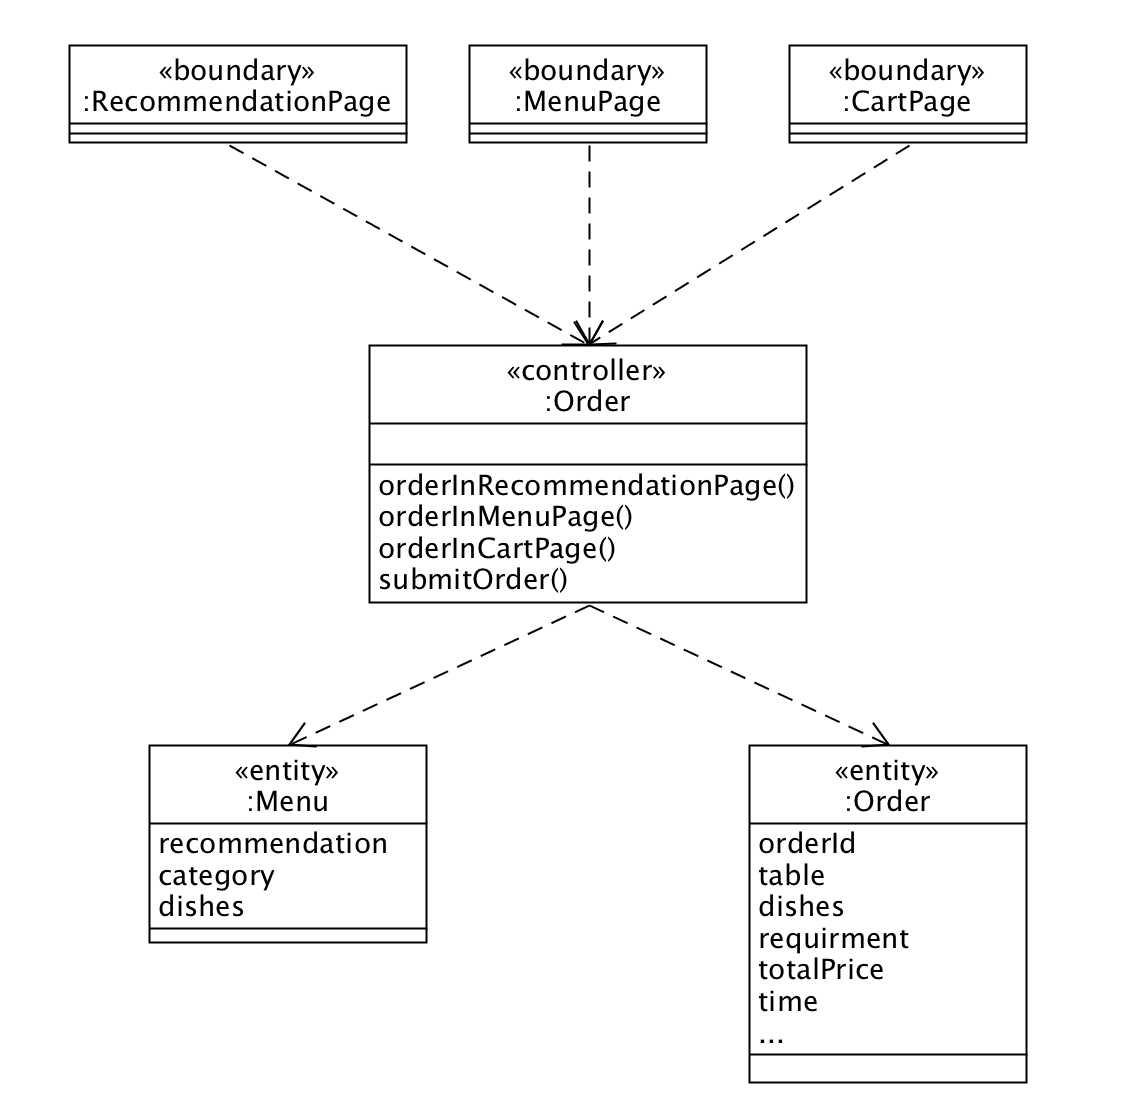 «boundary»
:RecommendationPage
«boundary»
:MenuPage
«boundary»
:CartPage
«controller»
:Order
orderInRecommendationPage()
orderInMenuPage()
orderInCartPage()
submitOrder()
«entity»
:Menu
recommendation
category
dishes
«entity»
:Order
orderId
table
dishes
requirment
totalPrice
time
...